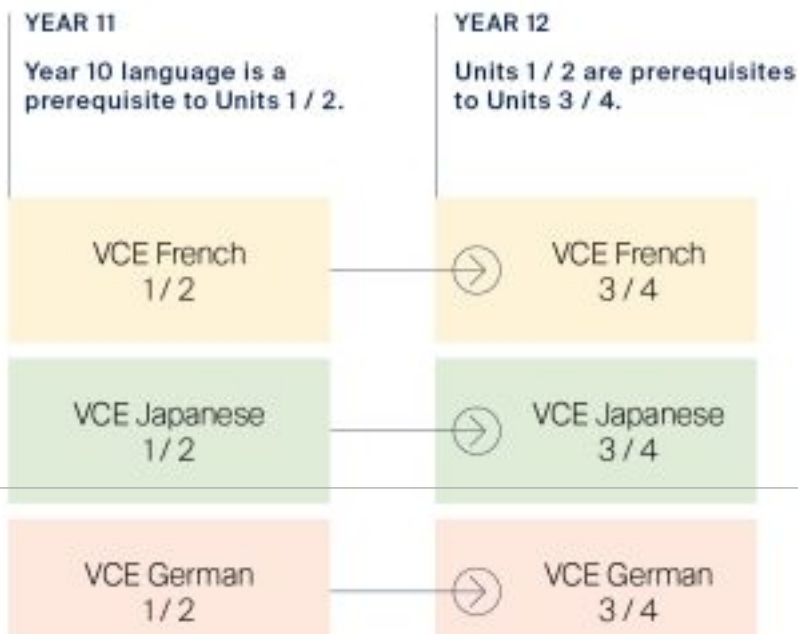 YEAR 11
Year 10 language is a
prerequisite to Units 1 / 2.
YEAR 12
Units 1 / 2 are prerequisites
to Units 3 / 4.
VCE French
1 / 2
VCE French
3 / 4
VCE Japanese
1 / 2
VCE Japanese
3 / 4
VCE German
1 / 2
VCE German
3 / 4